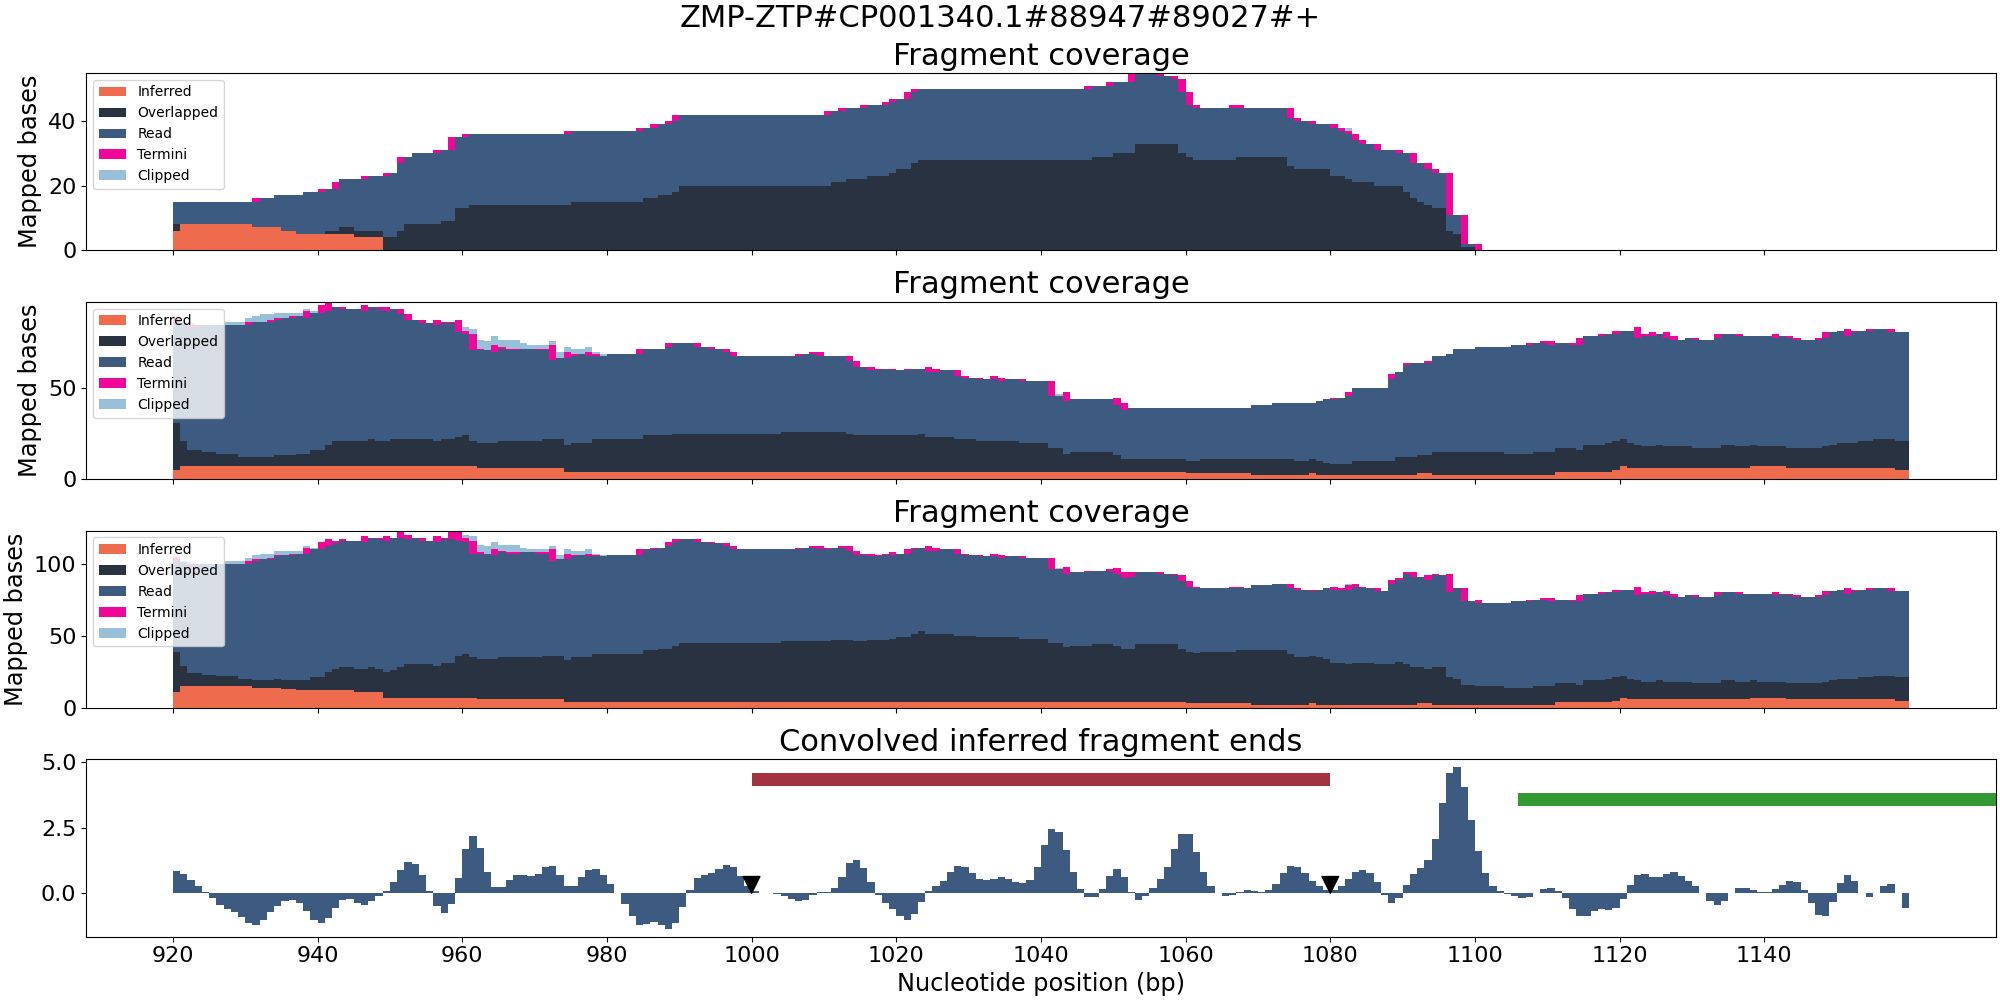 ZMP-ZTP#CP001340.1#88947#89027#+
Fragment coverage
Mapped bases
40
20
0
Inferred
Overlapped
Read
Termini
Clipped
Fragment coverage
Mapped bases
50
0
Inferred
Overlapped
Read
Termini
Clipped
Fragment coverage
Mapped bases
100
50
0
Inferred
Overlapped
Read
Termini
Clipped
Convolved inferred fragment ends
5.0
2.5
0.0
920 940 960 980 1000 1020 1040 1060 1080 1100 1120 1140
Nucleotide position (bp)